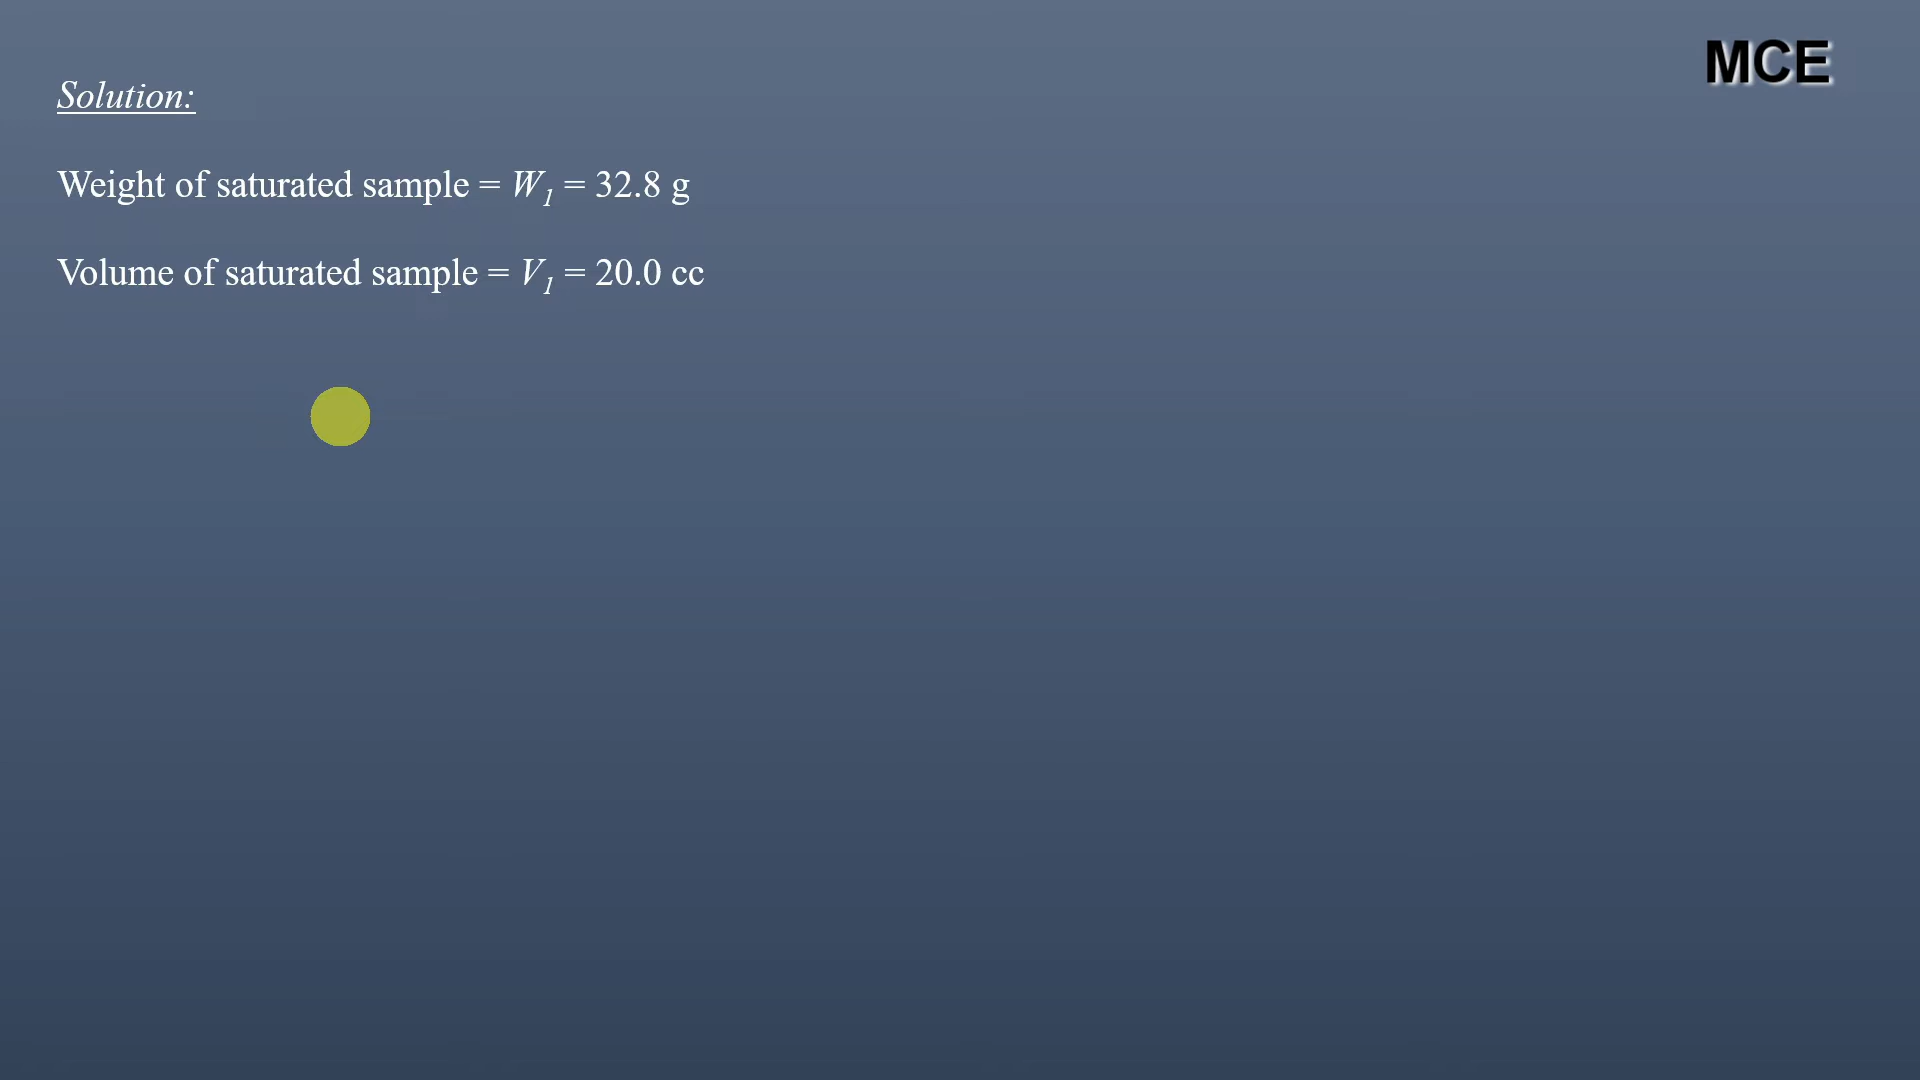 MCE
Solution:
Weight of saturated sample = W₁ = 32.8 g
Volume of saturated sample = V₁ = 20.0 cc